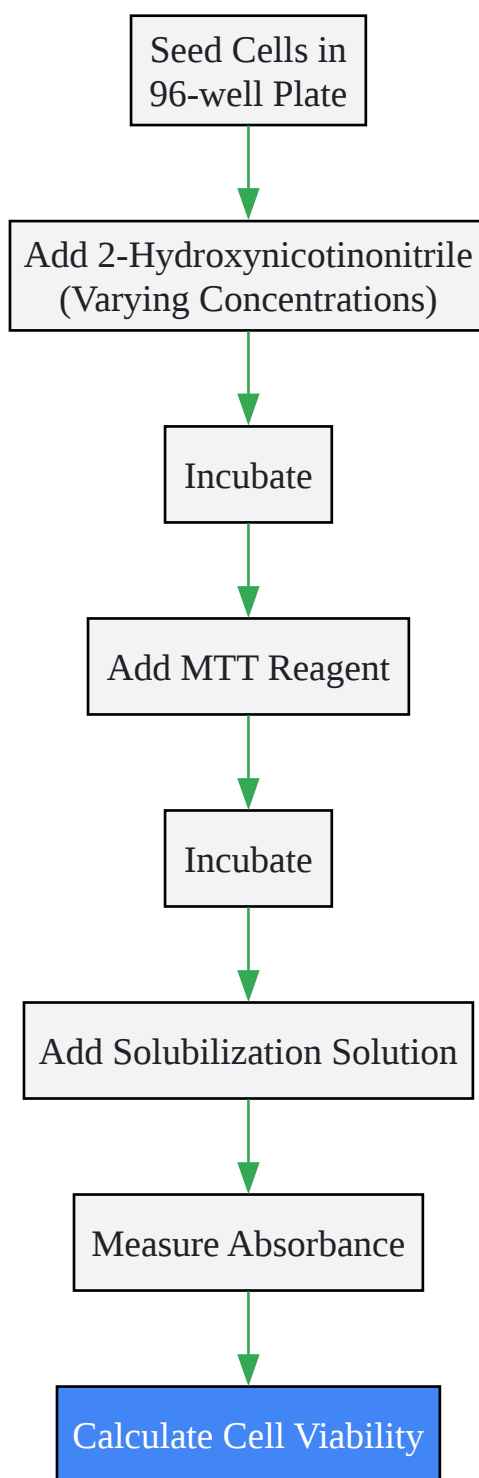 Seed Cells in
96-well Plate
Add 2-Hydroxynicotinonitrile
(Varying Concentrations)
Incubate
Add MTT Reagent
Incubate
Add Solubilization Solution
Measure Absorbance
Calculate Cell Viability